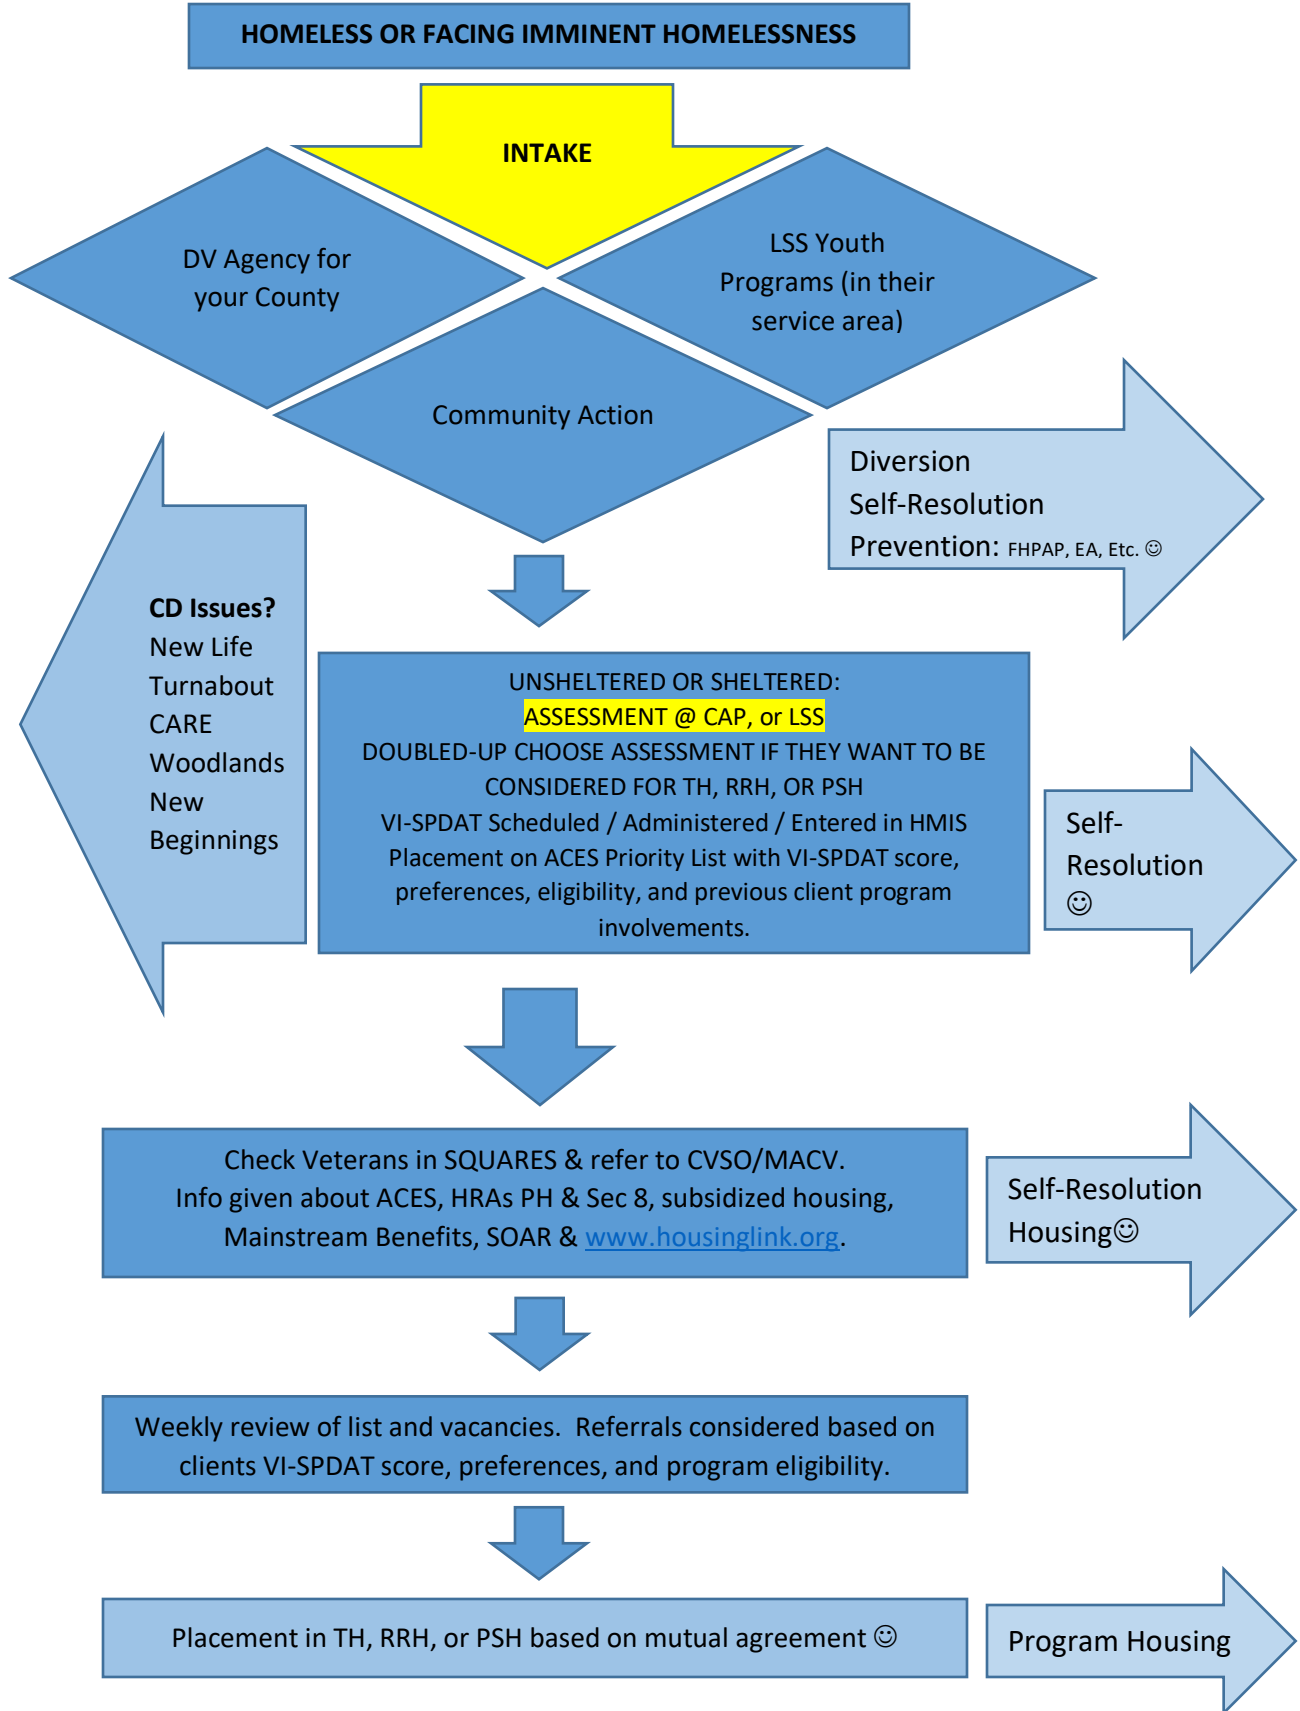 HOMELESS OR FACING IMMINENT HOMELESSNESS
INTAKE
DV Agency for
your County
LSS Youth
Programs (in their
service area)
Community Action
Diversion
Self-Resolution
Prevention: FHPAP, EA, Etc. ☺
CD Issues?
New Life
Turnabout
CARE
Woodlands
New
Beginnings
UNSHELTERED OR SHELTERED:
ASSESSMENT @ CAP, or LSS
DOUBLED-UP CHOOSE ASSESSMENT IF THEY WANT TO BE
CONSIDERED FOR TH, RRH, OR PSH
VI-SPDAT Scheduled / Administered / Entered in HMIS
Placement on ACES Priority List with VI-SPDAT score,
preferences, eligibility, and previous client program
involvements.
Self-
Resolution
☺
Check Veterans in SQUARES & refer to CVSO/MACV.
Info given about ACES, HRAs PH & Sec 8, subsidized housing,
Mainstream Benefits, SOAR & www.housinglink.org.
Self-Resolution
Housing☺
Weekly review of list and vacancies.  Referrals considered based on
clients VI-SPDAT score, preferences, and program eligibility.
Placement in TH, RRH, or PSH based on mutual agreement ☺
Program Housing